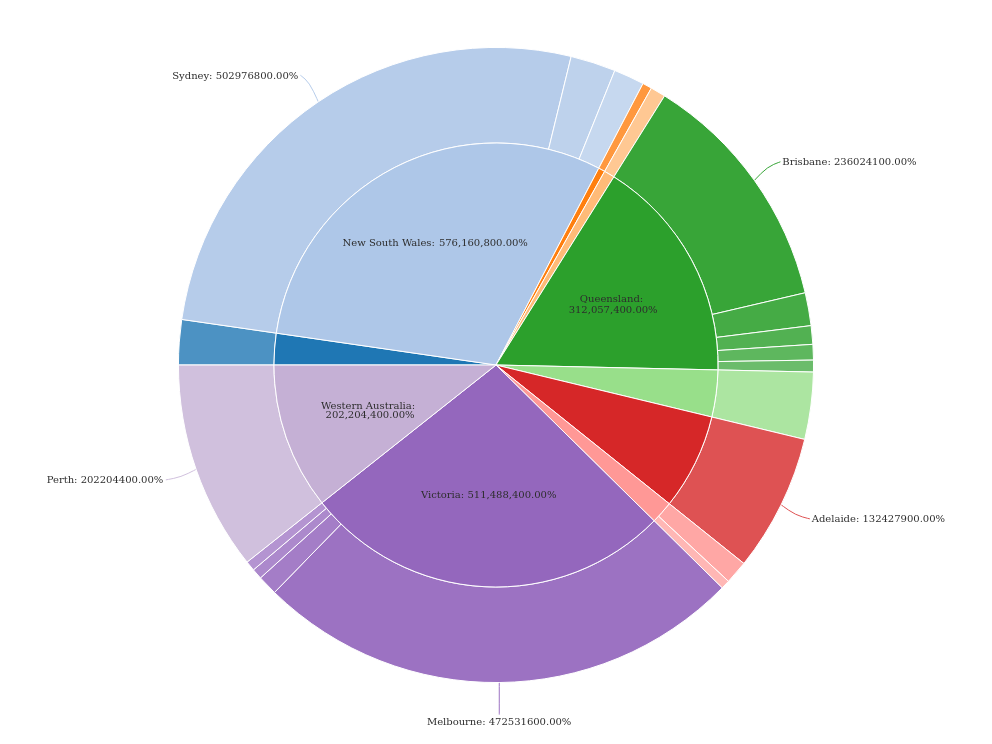 Sydney: 502976800.00%
Brisbane: 236024100.00%
New South Wales: 576,160,800.00%
Queensland:
312,057,400.00%
Western Australia:
202,204,400.00%
Perth: 202204400.00%
Victoria: 511,488,400.00%
Adelaide: 132427900.00%
Melbourne: 472531600.00%